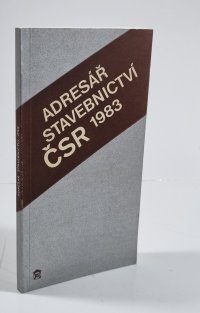 ADRESÁŘ
STAVEBNICTVÍ
ČSR 1983